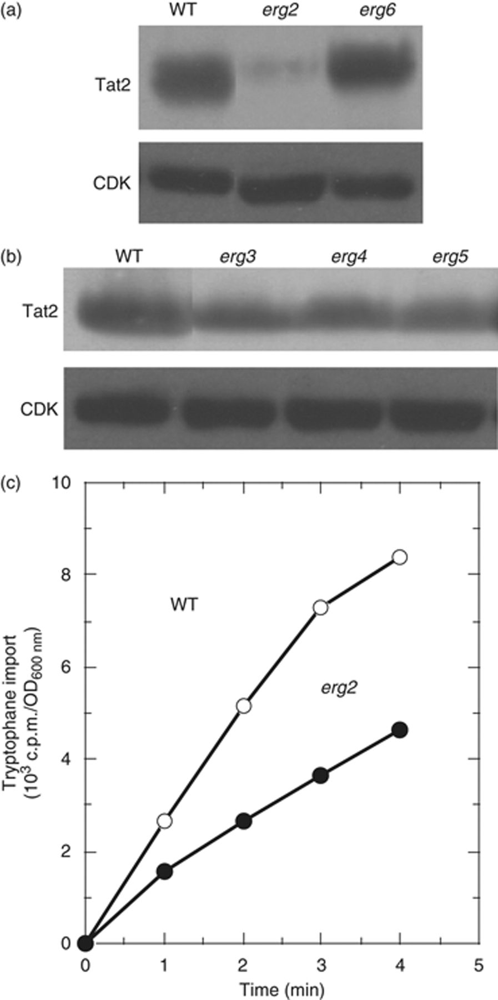 (a) WT erg2 erg6
Tat2
CDK
(b) WT erg3 erg4 erg5
Tat2
CDK
(c)
10
8
6
4
2
0
Tryptophane import
(10³ c.p.m./OD₆₀₀ ₙₘ)
WT
erg2
0 1 2 3 4 5
Time (min)